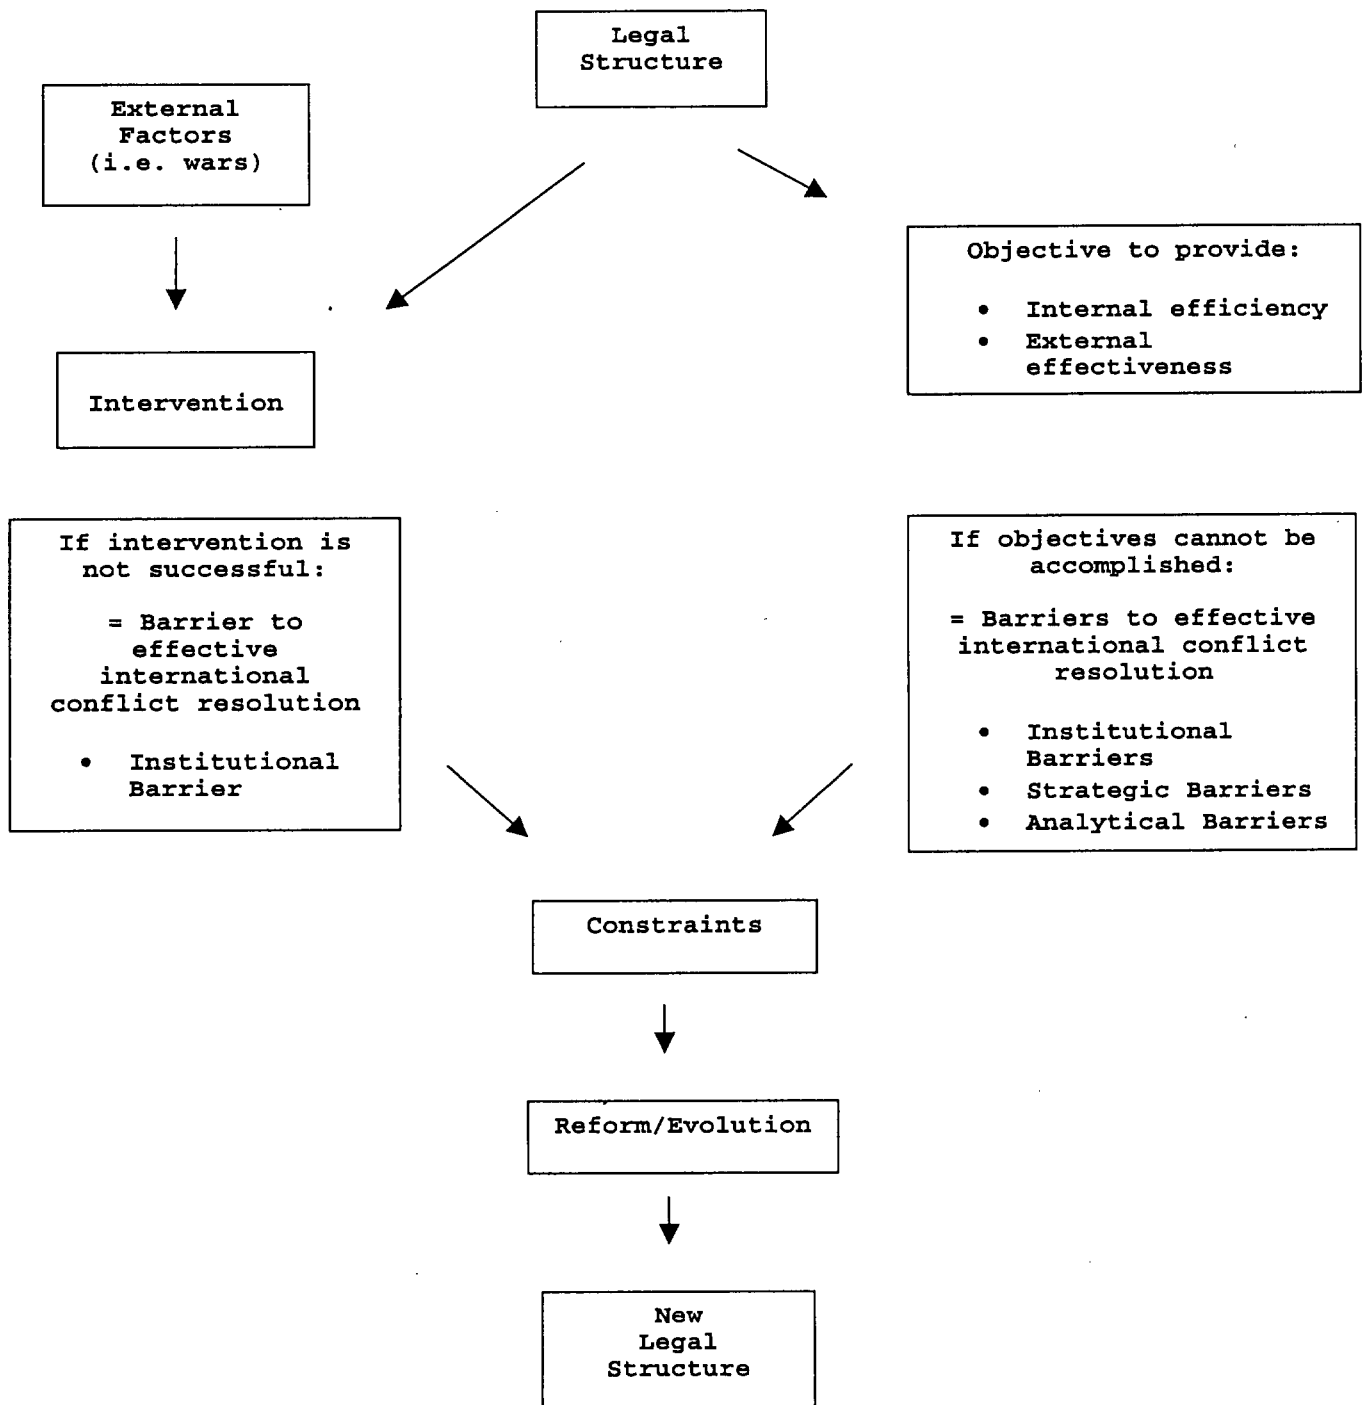 Legal
Structure
External
Factors
(i.e. wars)
Objective to provide:
• Internal efficiency
• External
effectiveness
Intervention
If intervention is
not successful:
= Barrier to
effective
international
conflict resolution
• Institutional
Barrier
If objectives cannot be
accomplished:
= Barriers to effective
international conflict
resolution
• Institutional
Barriers
• Strategic Barriers
• Analytical Barriers
Constraints
Reform/Evolution
New
Legal
Structure